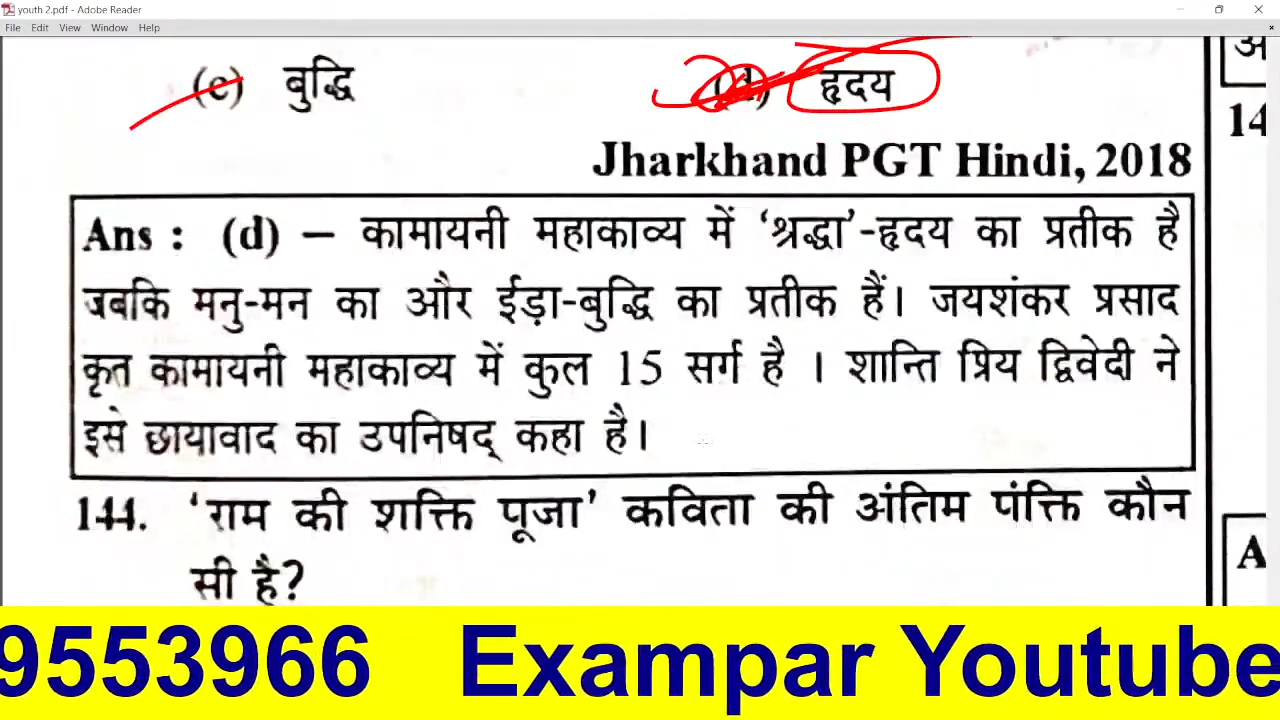 youth 2.pdf - Adobe Reader
File Edit View Window Help
(c) बुद्धि (d) हृदय
Jharkhand PGT Hindi, 2018
Ans : (d) – कामायनी महाकाव्य में ‘श्रद्धा’-हृदय का प्रतीक है
जबकि मनु-मन का और ईड़ा-बुद्धि का प्रतीक हैं। जयशंकर प्रसाद
कृत कामायनी महाकाव्य में कुल 15 सर्ग है । शान्ति प्रिय द्विवेदी ने
इसे छायावाद का उपनिषद् कहा है।
144. ‘राम की शक्ति पूजा’ कविता की अंतिम पंक्ति कौन
सी है?
14
A
9553966 Exampar Youtube